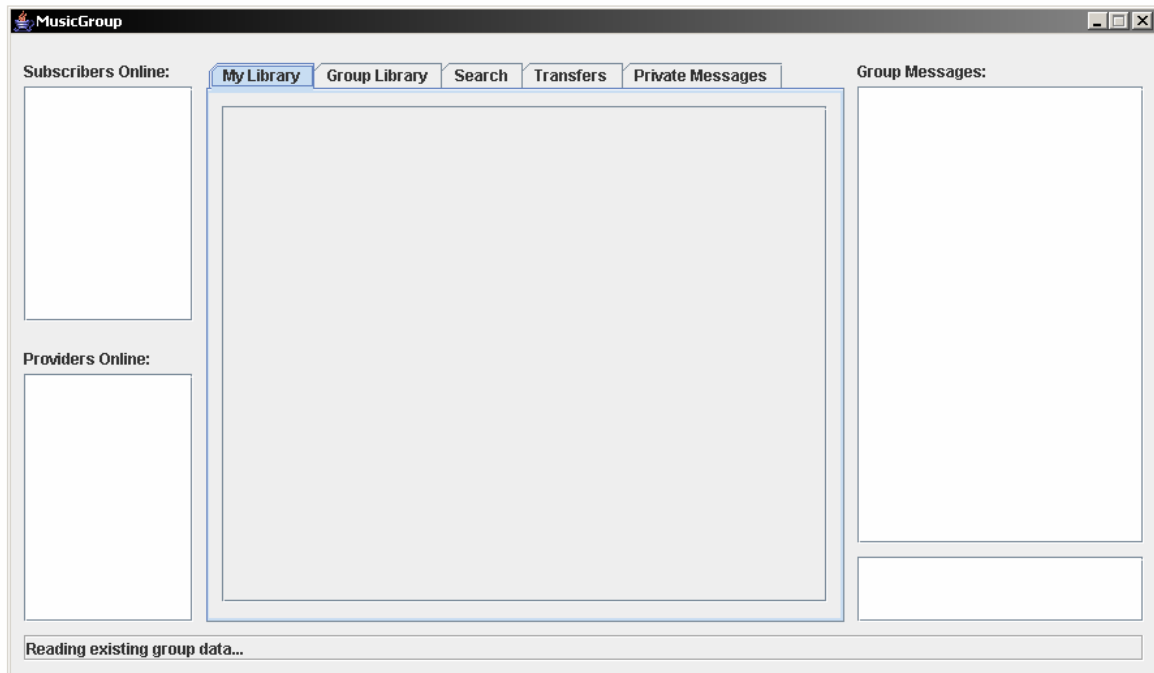 MusicGroup
Subscribers Online:
My Library
Group Library
Search
Transfers
Private Messages
Group Messages:
Providers Online:
Reading existing group data...